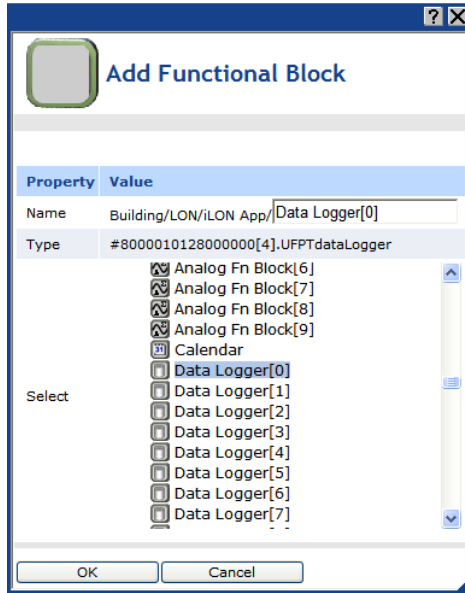 ?
Add Functional Block
Property Value
Name Building/LON/iLON App/ Data Logger[0]
Type #8000010128000000[4].UFPTdataLogger
Analog Fn Block[6]
Analog Fn Block[7]
Analog Fn Block[8]
Analog Fn Block[9]
31 Calendar
Data Logger[0]
Data Logger[1]
Select
Data Logger[2]
Data Logger[3]
Data Logger[4]
Data Logger[5]
Data Logger[6]
Data Logger[7]
OK Cancel